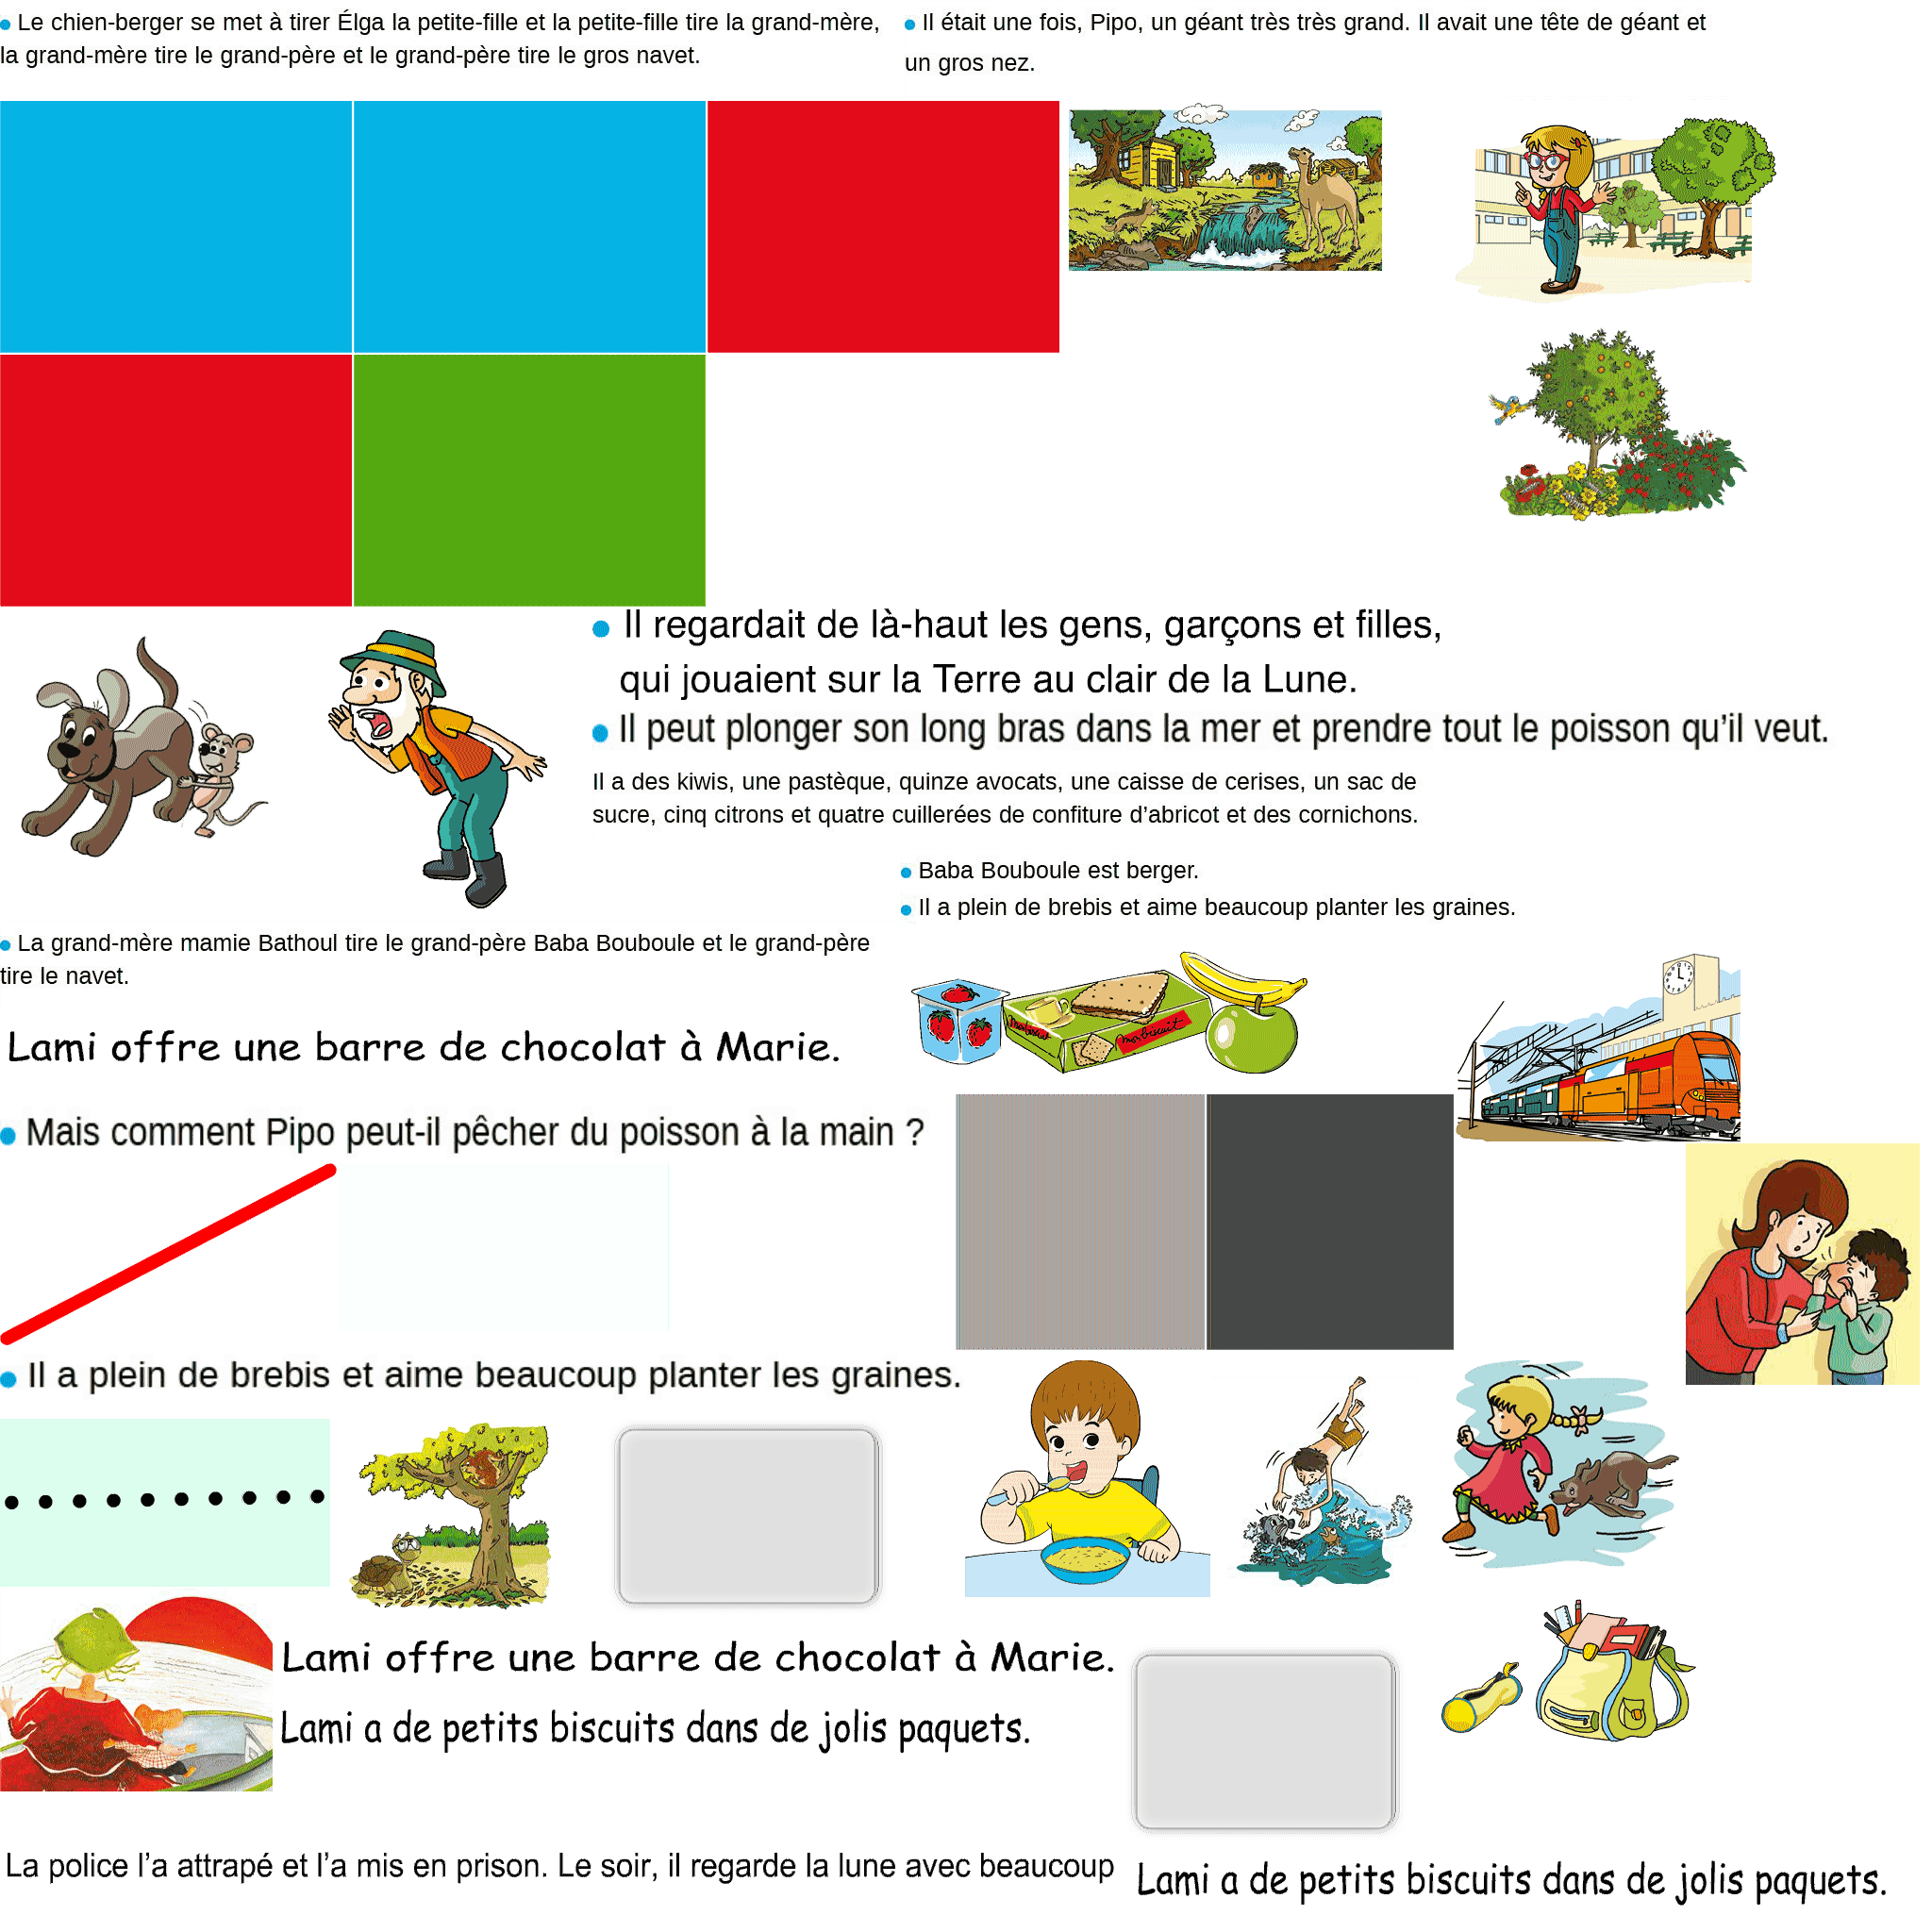 Le chien-berger se met à tirer Élga la petite-fille et la petite-fille tire la grand-mère,
la grand-mère tire le grand-père et le grand-père tire le gros navet.
Il était une fois, Pipo, un géant très très grand. Il avait une tête de géant et
un gros nez.
Il regardait de là-haut les gens, garçons et filles,
qui jouaient sur la Terre au clair de la Lune.
Il peut plonger son long bras dans la mer et prendre tout le poisson qu'il veut.
Il a des kiwis, une pastèque, quinze avocats, une caisse de cerises, un sac de
sucre, cinq citrons et quatre cuillerées de confiture d'abricot et des cornichons.
Baba Bouboule est berger.
Il a plein de brebis et aime beaucoup planter les graines.
La grand-mère mamie Bathoul tire le grand-père Baba Bouboule et le grand-père
tire le navet.
Lami offre une barre de chocolat à Marie.
mon biscuit
Mais comment Pipo peut-il pêcher du poisson à la main ?
Il a plein de brebis et aime beaucoup planter les graines.
Lami offre une barre de chocolat à Marie.
Lami a de petits biscuits dans de jolis paquets.
La police l'a attrapé et l'a mis en prison. Le soir, il regarde la lune avec beaucoup
Lami a de petits biscuits dans de jolis paquets.